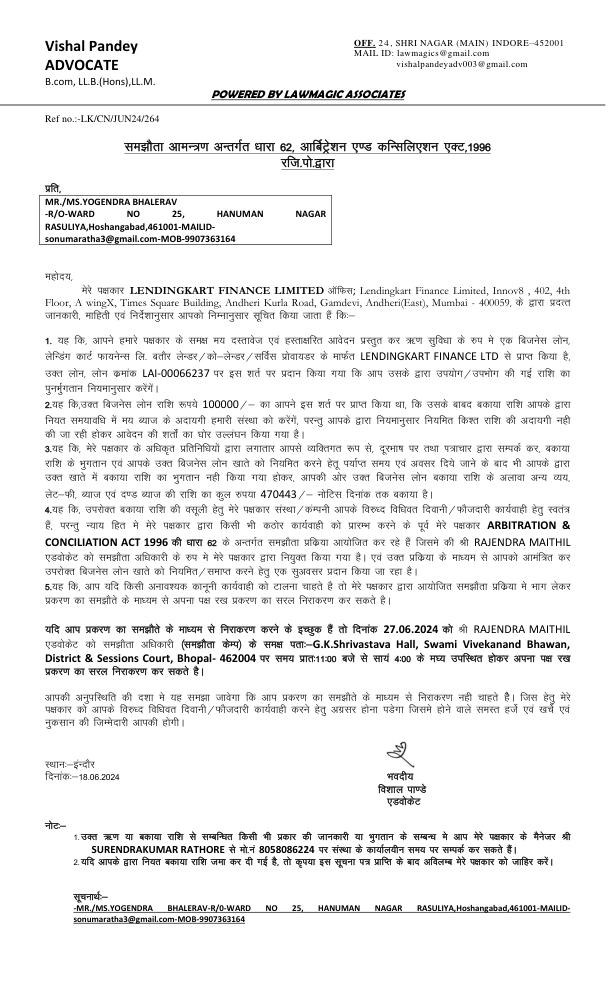 Vishal Pandey
ADVOCATE
B.com, LL.B.(Hons),LL.M.
OFF. 24, SHRI NAGAR (MAIN) INDORE–452001
MAIL ID: lawmagics@gmail.com
vishalpandeyadv003@gmail.com
POWERED BY LAWMAGIC ASSOCIATES
Ref no.:-LK/CN/JUN24/264
समझौता आमन्त्रण अन्तर्गत धारा 62, आर्बिट्रेशन एण्ड कन्सिलिएशन एक्ट,1996
रजि.पो.द्वारा
प्रति,
MR./MS.YOGENDRA BHALERAV
-R/O-WARD NO 25, HANUMAN NAGAR
RASULIYA,Hoshangabad,461001-MAILID-
sonumaratha3@gmail.com-MOB-9907363164
महोदय,
मेरे पक्षकार LENDINGKART FINANCE LIMITED ऑफिस; Lendingkart Finance Limited, Innov8 , 402, 4th
Floor, A wingX, Times Square Building, Andheri Kurla Road, Gamdevi, Andheri(East), Mumbai - 400059, के द्वारा प्रदत्त
जानकारी, माहिती एवं निर्देशानुसार आपको निम्नानुसार सूचित किया जाता हैं कि:–
1. यह कि, आपने हमारे पक्षकार के समक्ष मय दस्तावेज एवं हस्ताक्षरित आवेदन प्रस्तुत कर ऋण सुविधा के रुप मे एक बिजनेस लोन,
लेन्डिंग कार्ट फायनेन्स लि. बतौर लेन्डर/को–लेन्डर/सर्विस प्रोवायडर के मार्फत LENDINGKART FINANCE LTD से प्राप्त किया है,
उक्त लोन, लोन क्रमांक LAI-00066237 पर इस शर्त पर प्रदान किया गया कि आप उसके द्वारा उपयोग/उपभोग की गई राशि का
पुनर्मुगतान नियमानुसार करेंगें।
2.यह कि,उक्त बिजनेस लोन राशि रूपये 100000/– का आपने इस शर्त पर प्राप्त किया था, कि उसके बाबद बकाया राशि आपके द्वारा
नियत समयावधि में मय ब्याज के अदायगी हमारी संस्था को करेंगें, परन्तु आपके द्वारा नियमानुसार नियमित किश्त राशि की अदायगी नही
की जा रही होकर आवेदन की शर्तों का घोर उल्लंघन किया गया है।
3.यह कि, मेरे पक्षकार के अधिकृत प्रतिनिधियों द्वारा लगातार आपसे व्यक्तिगत रूप से, दूरभाष पर तथा पत्राचार द्वारा सम्पर्क कर, बकाया
राशि के भुगतान एवं आपके उक्त बिजनेस लोन खाते को नियमित करने हेतू पर्याप्त समय एवं अवसर दिये जाने के बाद भी आपके द्वारा
उक्त खाते में बकाया राशि का भुगतान नही किया गया होकर, आपकी ओर उक्त बिजनेस लोन बकाया राशि के अलावा अन्य व्यय,
लेट–फी, ब्याज एवं दण्ड ब्याज की राशि का कुल रुपया 470443/– नोटिस दिनांक तक बकाया है।
4.यह कि, उपरोक्त बकाया राशि की वसूली हेतु मेरे पक्षकार संस्था/कंम्पनी आपके विरुध्द विधिवत दिवानी/फौजदारी कार्यवाही हेतु स्वतंत्र
हैं, परन्तु न्याय हित मे मेरे पक्षकार द्वारा किसी भी कठोर कार्यवाही को प्रारम्भ करने के पूर्व मेरे पक्षकार ARBITRATION &
CONCILIATION ACT 1996 की धारा 62 के अन्तर्गत समझौता प्रक्रिया आयोजित कर रहे हैं जिसमे की श्री RAJENDRA MAITHIL
एडवोकेट को समझौता अधिकारी के रुप मे मेरे पक्षकार द्वारा नियुक्त किया गया है। एवं उक्त प्रक्रिया के माध्यम से आपको आमंत्रित कर
उपरोक्त बिजनेस लोन खाते को नियमित/समाप्त करने हेतु एक सुअवसर प्रदान किया जा रहा है।
5.यह कि, आप यदि किसी अनावश्यक कानूनी कार्यवाही को टालना चाहते है तो मेरे पक्षकार द्वारा आयोजित समझौता प्रक्रिया मे भाग लेकर
प्रकरण का समझौते के माध्यम से अपना पक्ष रख प्रकरण का सरल निराकरण कर सकते है।
यदि आप प्रकरण का समझौते के माध्यम से निराकरण करने के इच्छुक हैं तो दिनांक 27.06.2024 को श्री RAJENDRA MAITHIL
एडवोकेट को समझौता अधिकारी (समझौता केम्प) के समक्ष पताः–G.K.Shrivastava Hall, Swami Vivekanand Bhawan,
District & Sessions Court, Bhopal- 462004 पर समय प्रातः11:00 बजे से सायं 4:00 के मघ्य उपस्थित होकर अपना पक्ष रख
प्रकरण का सरल निराकरण कर सकते है।
आपकी अनुपस्थिति की दशा मे यह समझा जावेगा कि आप प्रकरण का समझौते के माध्यम से निराकरण नही चाहते हैै। जिस हेतु मेरे
पक्षकार को आपके विरुध्द विधिवत दिवानी/फौजदारी कार्यवाही करने हेतु अग्रसर होना पडेगा जिसमे होने वाले समस्त हर्जे एवं खर्चे एवं
नुकसान की जिम्मेदारी आपकी होगी।
स्थानः–इंन्दौर
दिनांकः–18.06.2024
भवदीय
विशाल पाण्डे
एडवोकेट
नोटः–
1.उक्त ऋण या बकाया राशि से सम्बन्धित किसी भी प्रकार की जानकारी या भुगतान के सम्बन्ध मे आप मेरे पक्षकार के मैनेजर श्री
SURENDRAKUMAR RATHORE से मो.नं 8058086224 पर संस्था के कार्यालयीन समय पर सम्पर्क कर सकते हैं।
2.यदि आपके द्वारा नियत बकाया राशि जमा कर दी गई है, तो कृपया इस सूचना पत्र प्राप्ति के बाद अविलम्ब मेरे पक्षकार को जाहिर करें।
सूचनार्थः–
-MR./MS.YOGENDRA BHALERAV-R/O-WARD NO 25, HANUMAN NAGAR RASULIYA,Hoshangabad,461001-MAILID-
sonumaratha3@gmail.com-MOB-9907363164